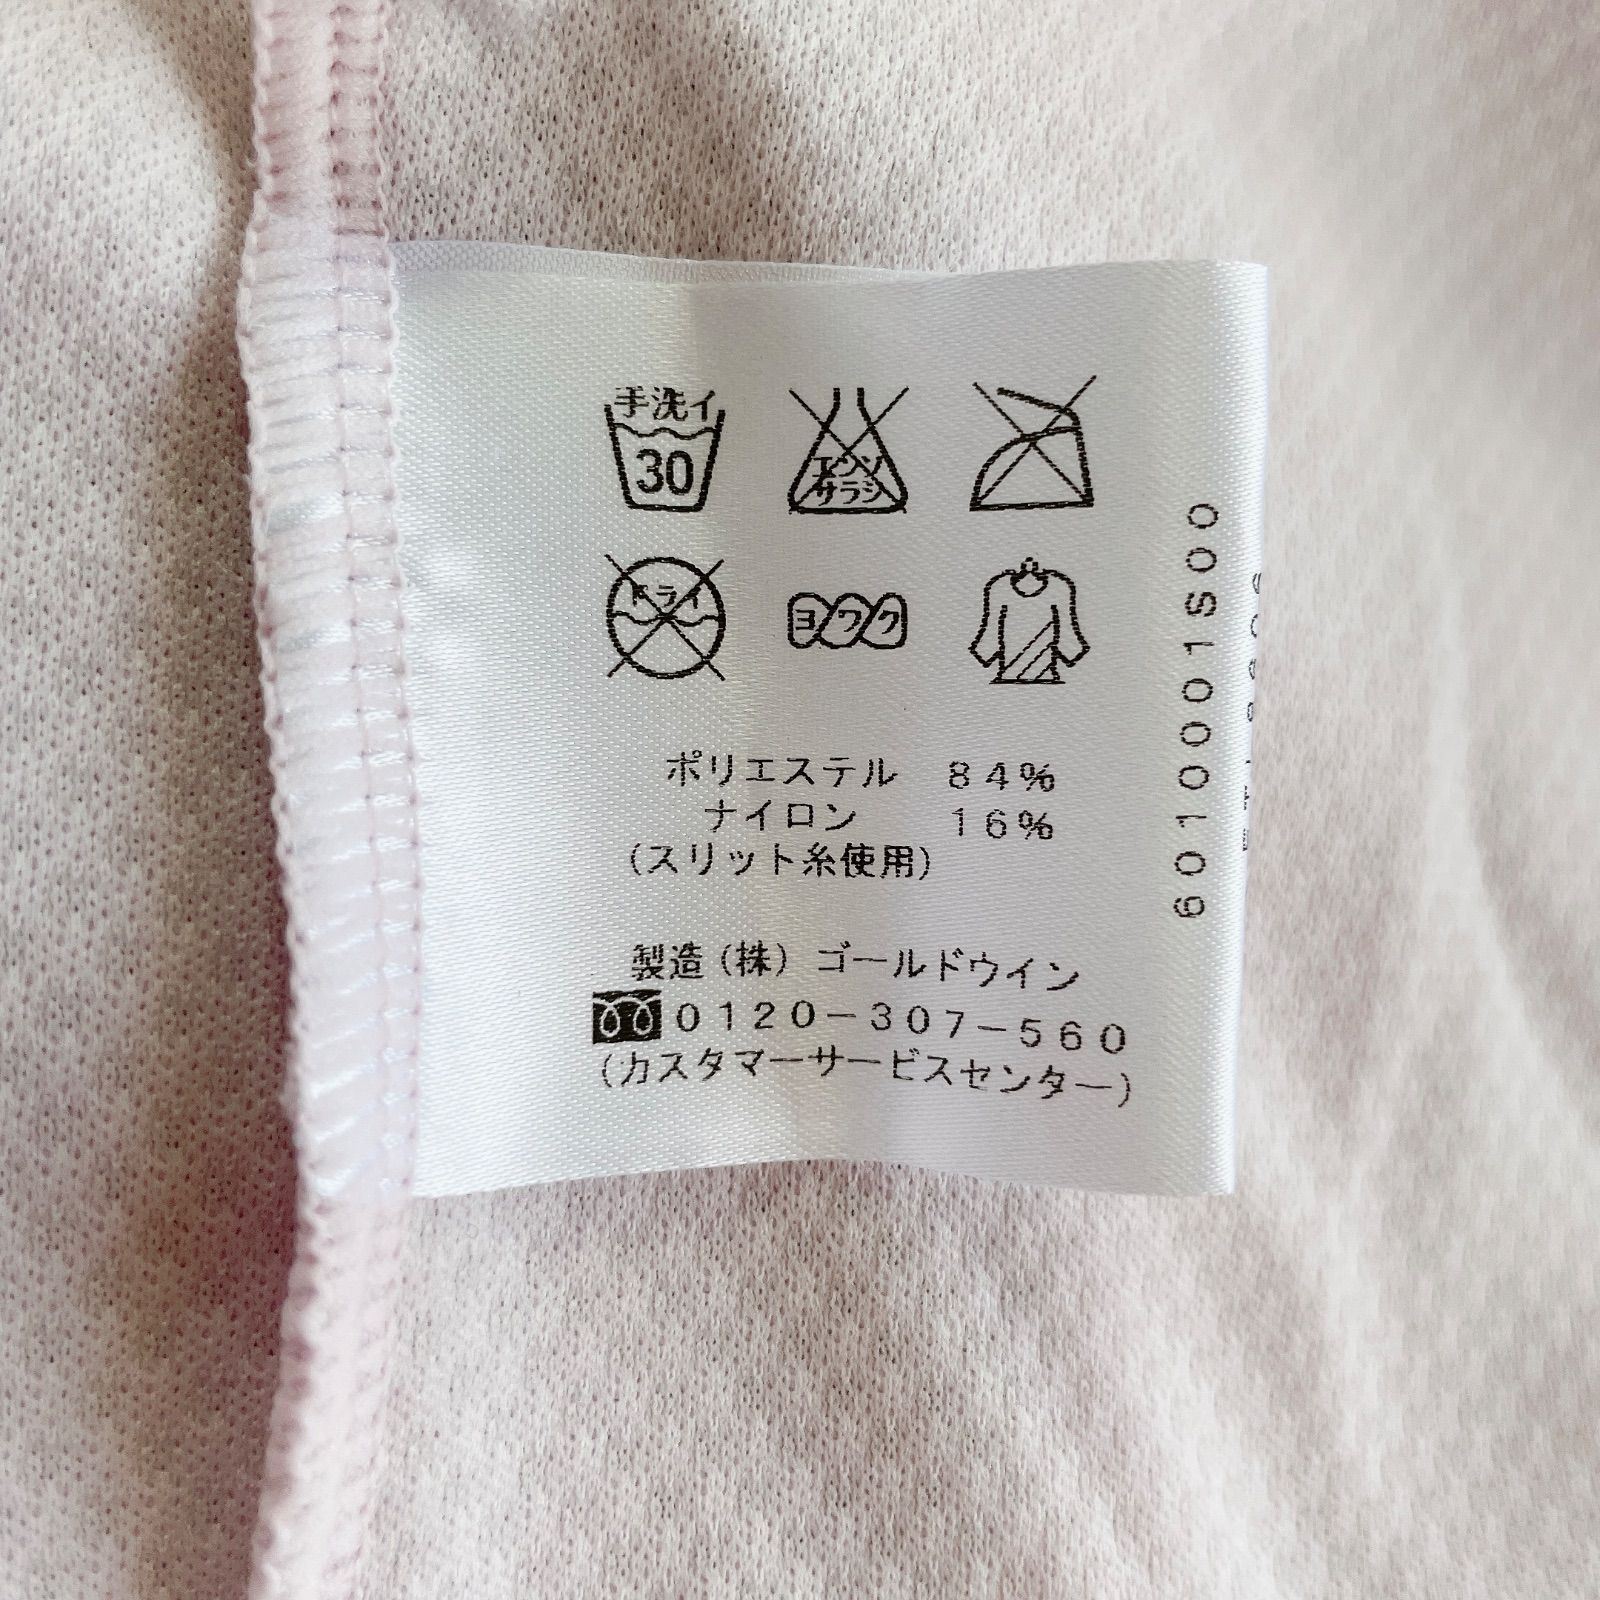 手洗イ
30
エンソ
サラシ
ドライ
ヨワク
ポリエステル 84%
ナイロン 16%
(スリット糸使用)
製造(株)ゴールドウイン
0120-307-560
(カスタマーサービスセンター)
6010001S00